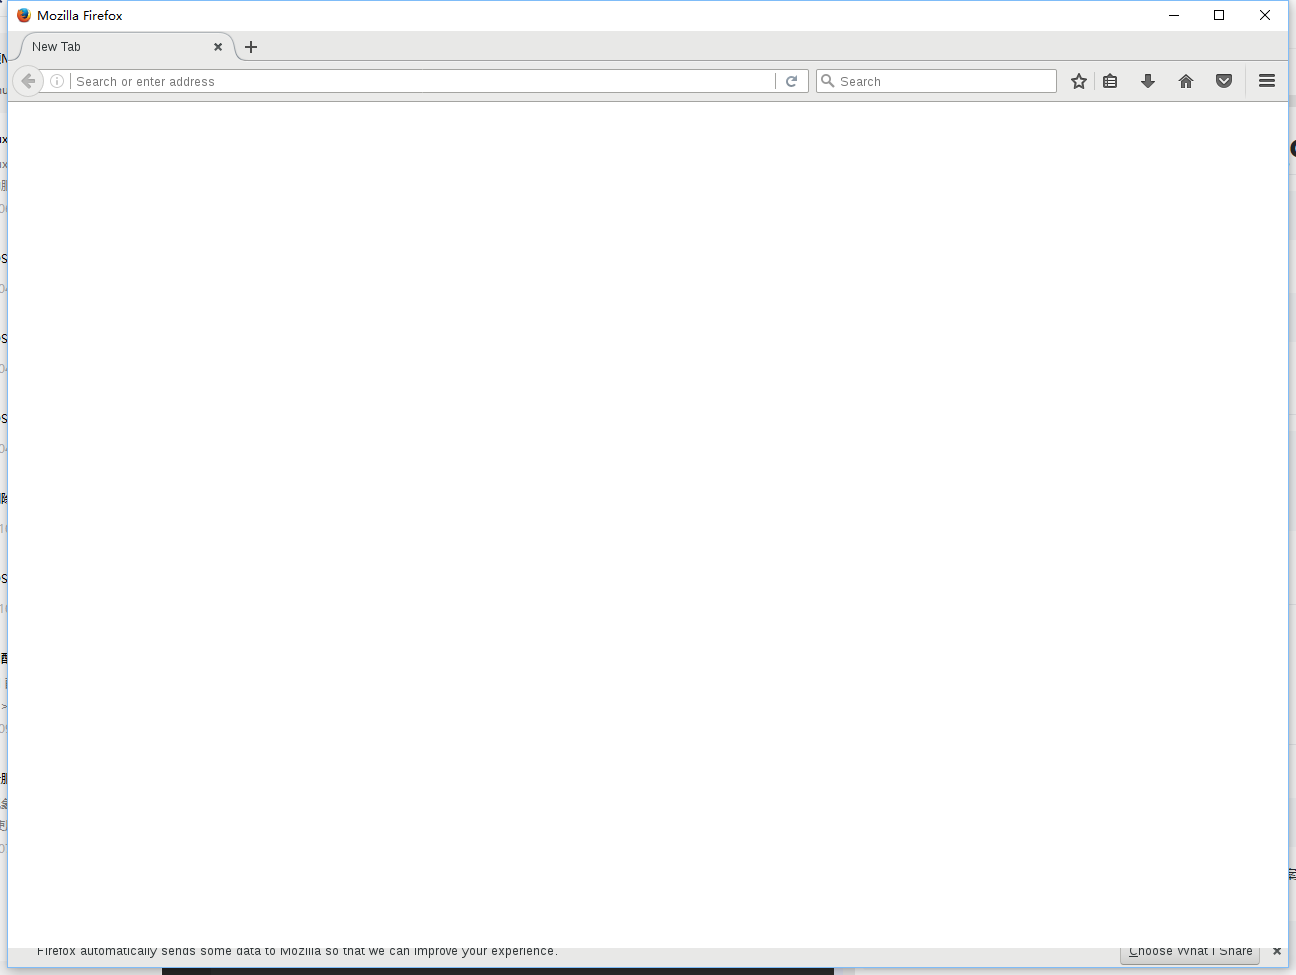 Mozilla Firefox
New Tab
Search or enter address
Search
Firefox automatically sends some data to Mozilla so that we can improve your experience.
Choose What I Share